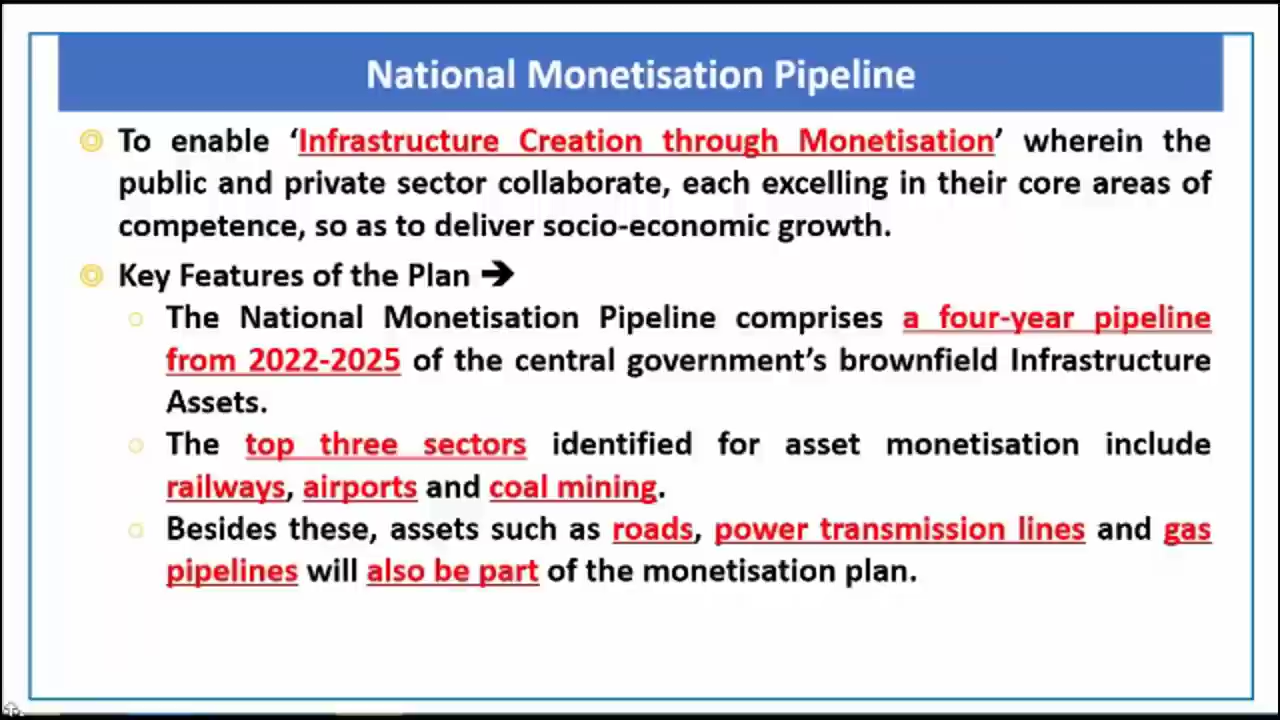 National Monetisation Pipeline
To enable ‘Infrastructure Creation through Monetisation’ wherein the
public and private sector collaborate, each excelling in their core areas of
competence, so as to deliver socio-economic growth.
Key Features of the Plan ➔
The National Monetisation Pipeline comprises a four-year pipeline
from 2022-2025 of the central government’s brownfield Infrastructure
Assets.
The top three sectors identified for asset monetisation include
railways, airports and coal mining.
Besides these, assets such as roads, power transmission lines and gas
pipelines will also be part of the monetisation plan.